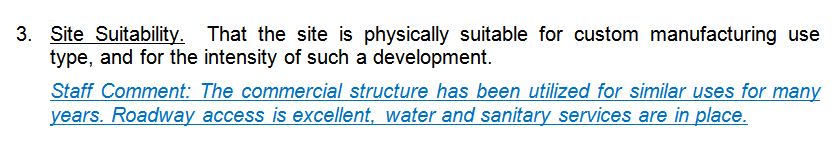 3. Site Suitability. That the site is physically suitable for custom manufacturing use
type, and for the intensity of such a development.
Staff Comment: The commercial structure has been utilized for similar uses for many
years. Roadway access is excellent, water and sanitary services are in place.